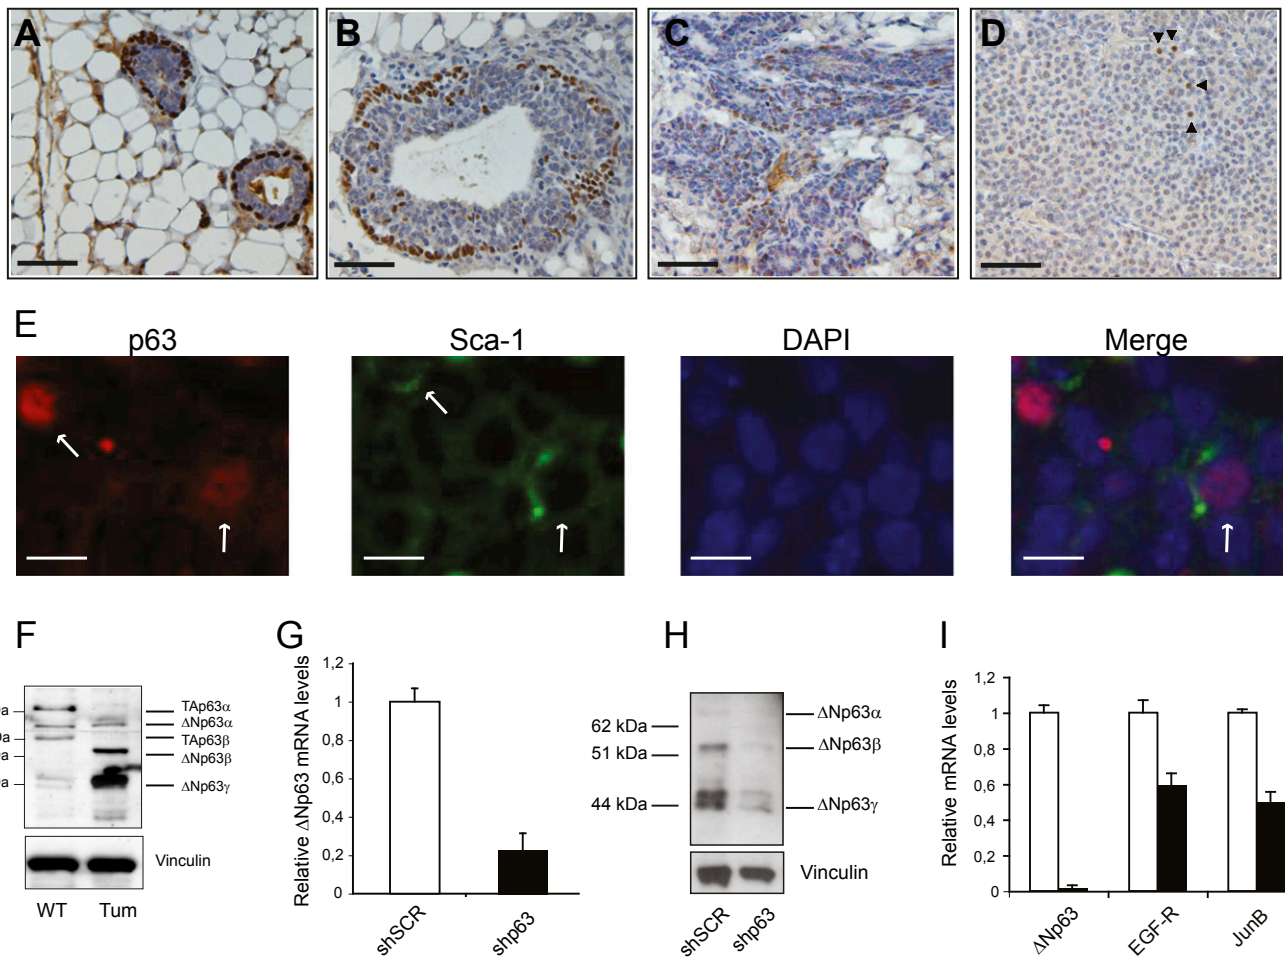 A
B
C
D
E
p63
Sca-1
DAPI
Merge
F
G
H
I
TAp63α
ΔNp63α
TAp63β
ΔNp63β
ΔNp63γ
Vinculin
WT Tum
Relative ΔNp63 mRNA levels
1,2
1
0,8
0,6
0,4
0,2
0
shSCR
shp63
62 kDa
51 kDa
44 kDa
ΔNp63α
ΔNp63β
ΔNp63γ
Vinculin
shSCR
shp63
Relative mRNA levels
1,2
1
0,8
0,6
0,4
0,2
0
ΔNp63
EGF-R
JunB